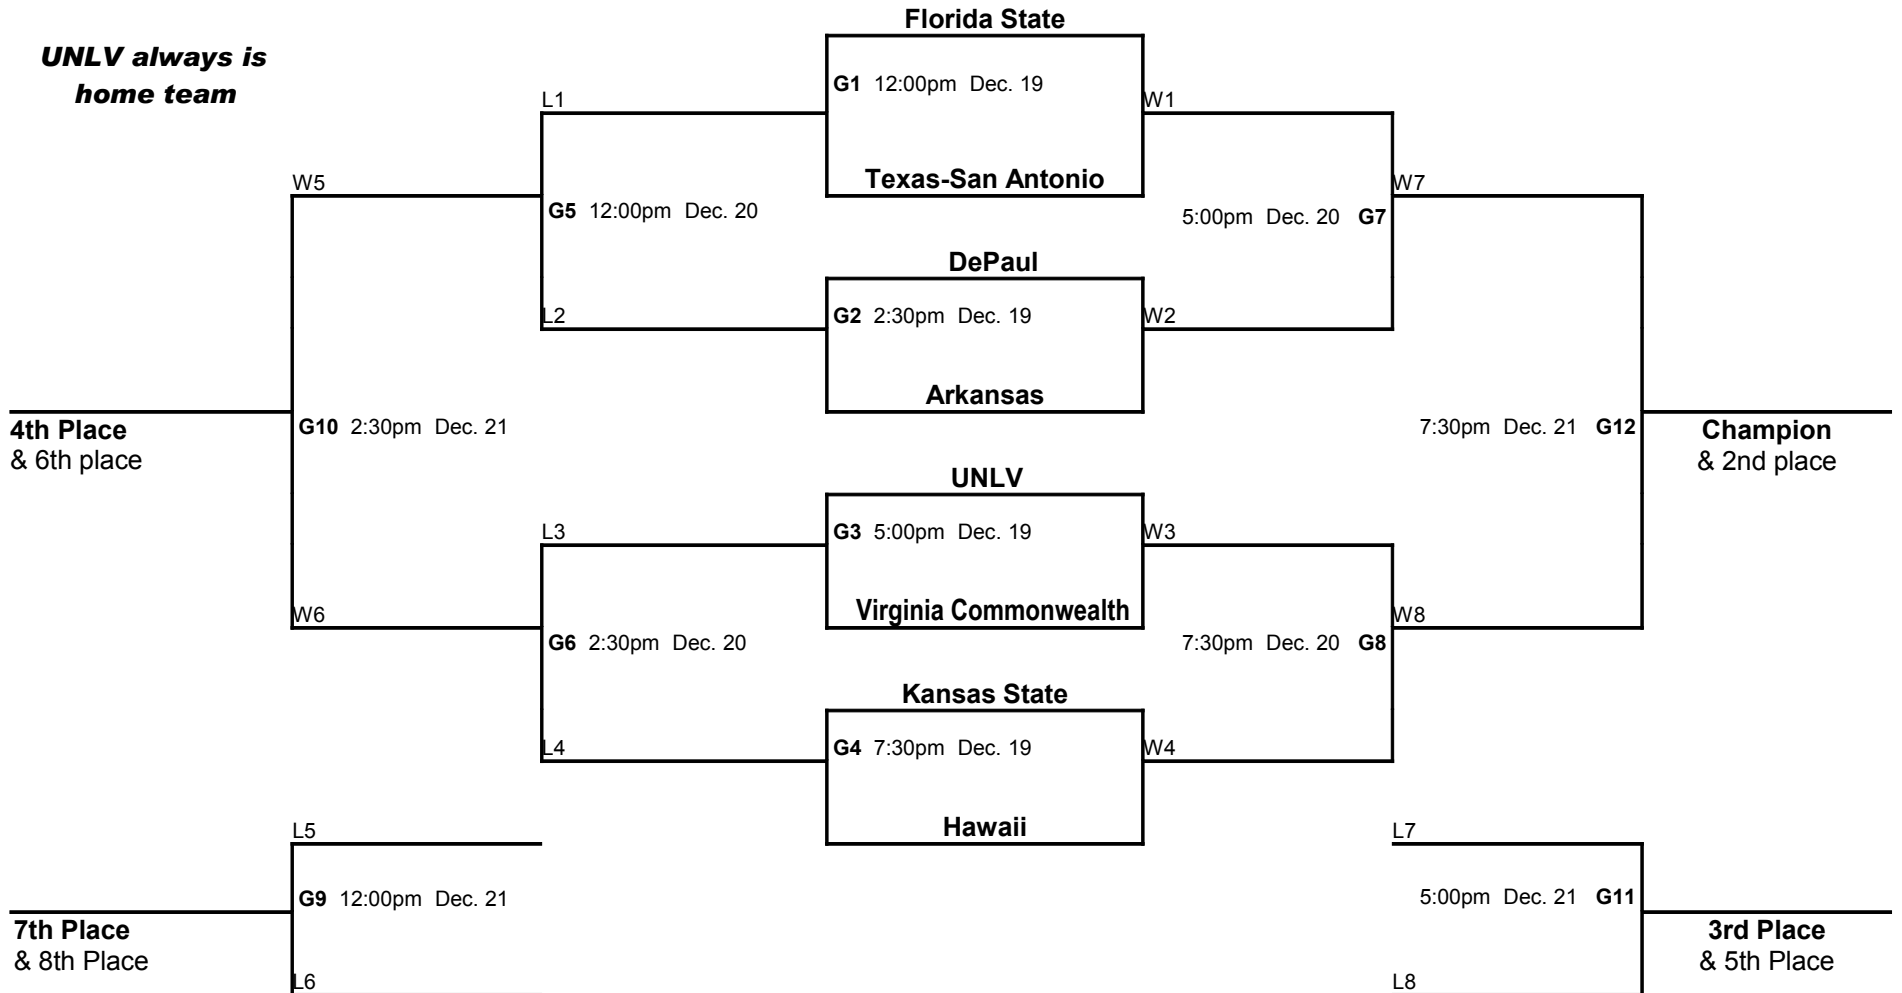 Florida State
UNLV always is
home team
G1 12:00pm Dec. 19
L1
W1
Texas-San Antonio
W5
W7
G5 12:00pm Dec. 20
5:00pm Dec. 20 G7
DePaul
L2
G2 2:30pm Dec. 19
W2
Arkansas
4th Place
& 6th place
G10 2:30pm Dec. 21
7:30pm Dec. 21 G12
Champion
& 2nd place
UNLV
L3
G3 5:00pm Dec. 19
W3
Virginia Commonwealth
W6
W8
G6 2:30pm Dec. 20
7:30pm Dec. 20 G8
Kansas State
L4
G4 7:30pm Dec. 19
W4
Hawaii
L5
L7
G9 12:00pm Dec. 21
5:00pm Dec. 21 G11
7th Place
& 8th Place
3rd Place
& 5th Place
L6
L8